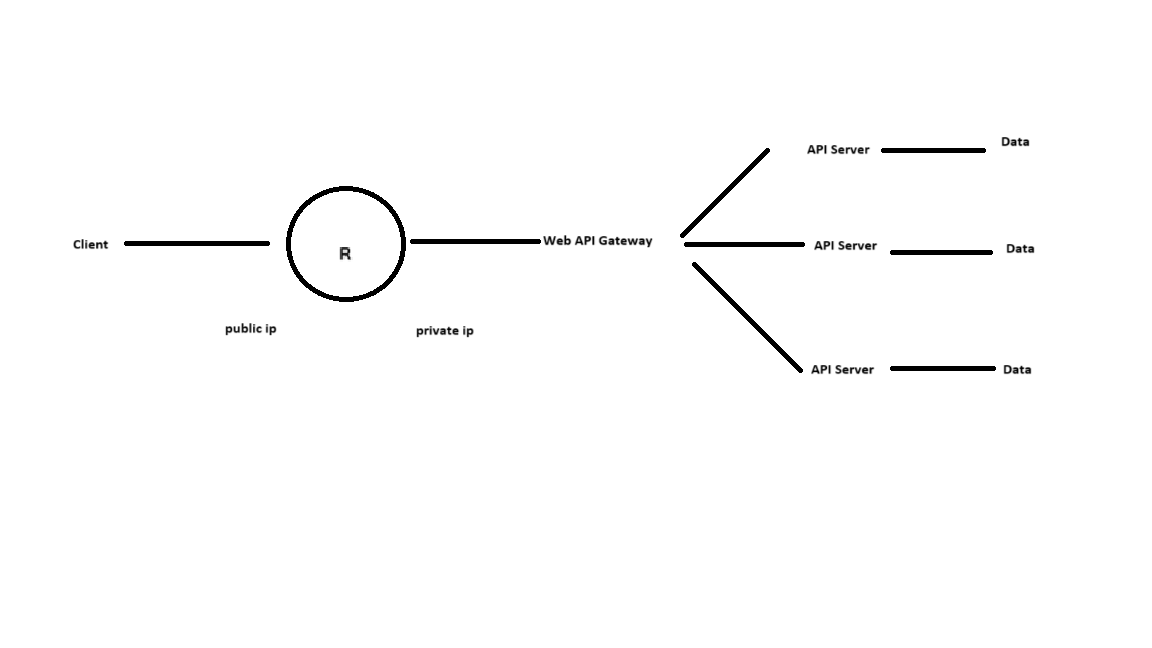 Client
R
public ip
private ip
Web API Gateway
API Server
Data
API Server
Data
API Server
Data